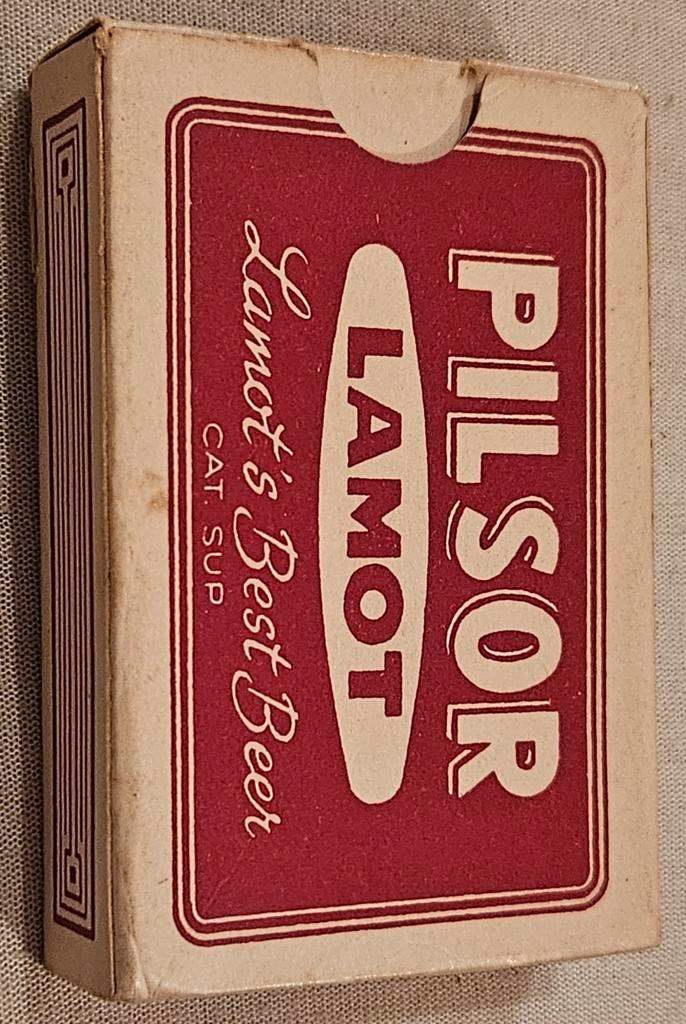 PILSOR
LAMOT
Lamot's Best Beer
CAT. SUP